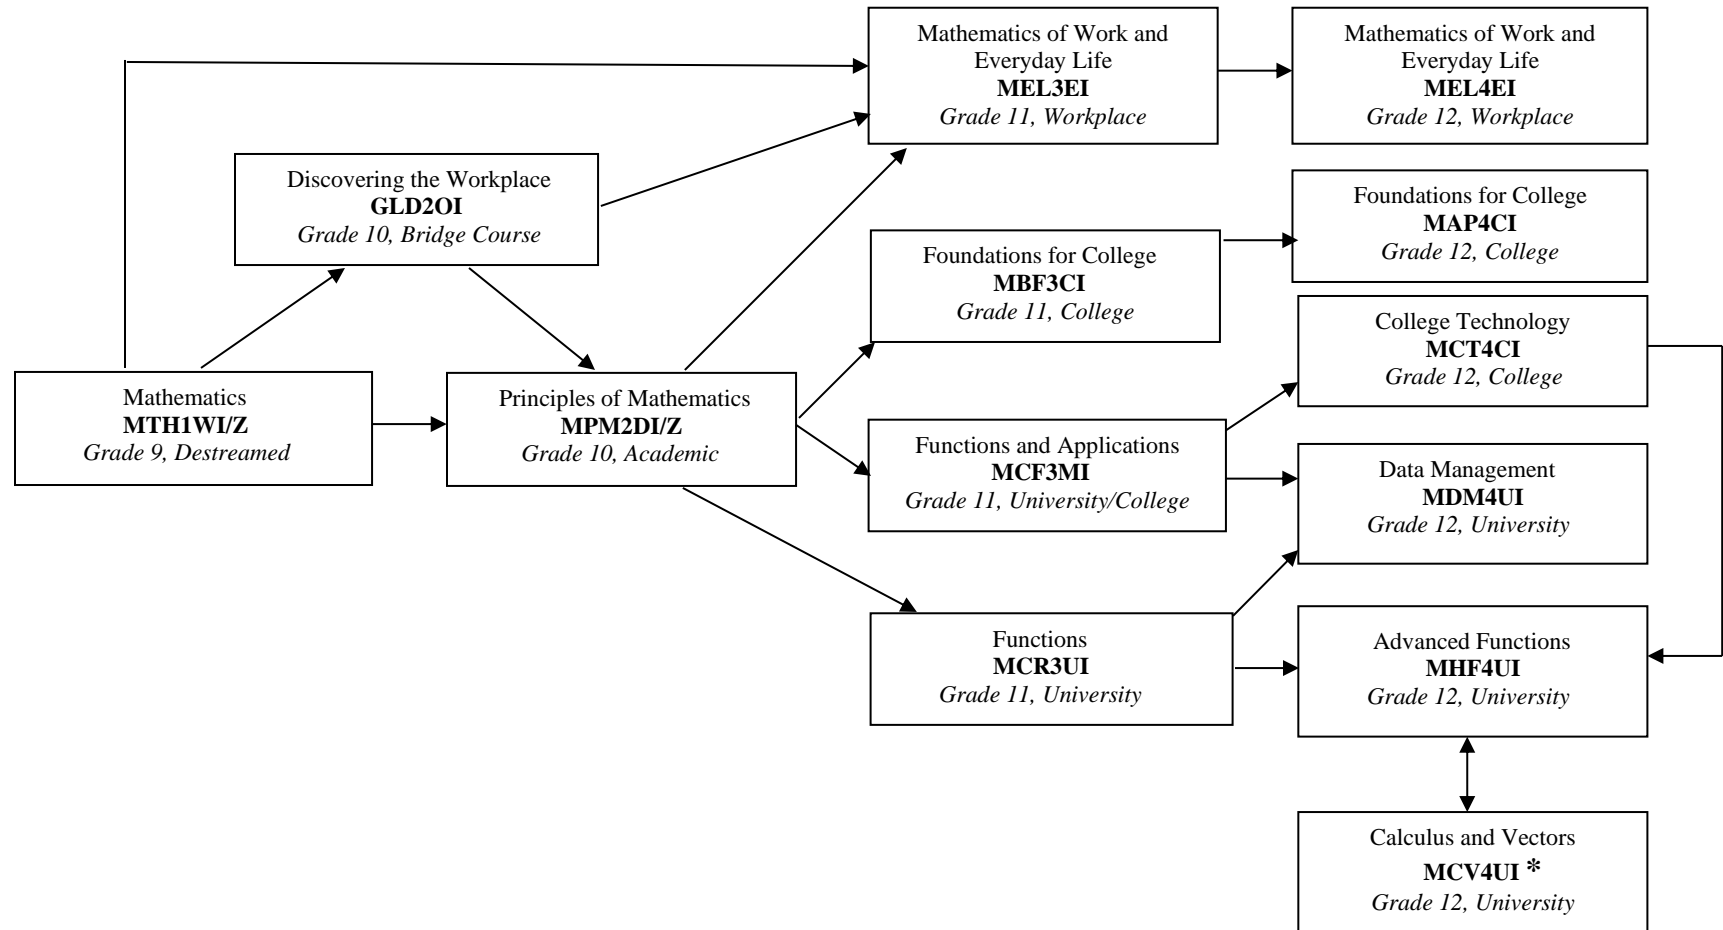 Mathematics
MTH1WI/Z
Grade 9, Destreamed
Discovering the Workplace
GLD2OI
Grade 10, Bridge Course
Principles of Mathematics
MPM2DI/Z
Grade 10, Academic
Mathematics of Work and
Everyday Life
MEL3EI
Grade 11, Workplace
Foundations for College
MBF3CI
Grade 11, College
Functions and Applications
MCF3MI
Grade 11, University/College
Functions
MCR3UI
Grade 11, University
Mathematics of Work and
Everyday Life
MEL4EI
Grade 12, Workplace
Foundations for College
MAP4CI
Grade 12, College
College Technology
MCT4CI
Grade 12, College
Data Management
MDM4UI
Grade 12, University
Advanced Functions
MHF4UI
Grade 12, University
Calculus and Vectors
MCV4UI *
Grade 12, University